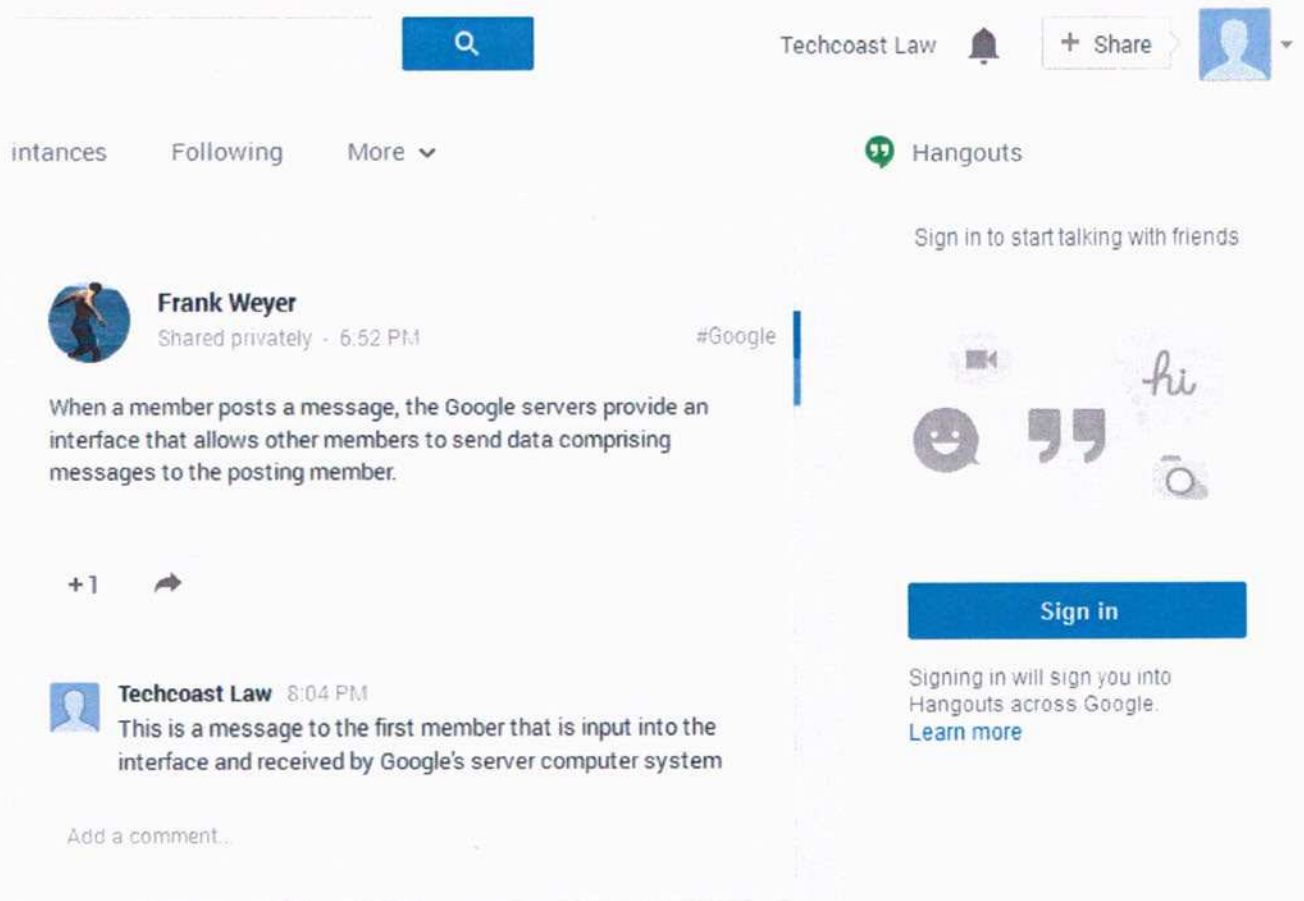 Techcoast Law + Share
intances Following More
Hangouts
Sign in to start talking with friends
Frank Weyer
Shared privately - 6:52 PM #Google
When a member posts a message, the Google servers provide an
interface that allows other members to send data comprising
messages to the posting member.
hi
+1
Sign in
Signing in will sign you into
Hangouts across Google.
Learn more
Techcoast Law 8:04 PM
This is a message to the first member that is input into the
interface and received by Google's server computer system
Add a comment...